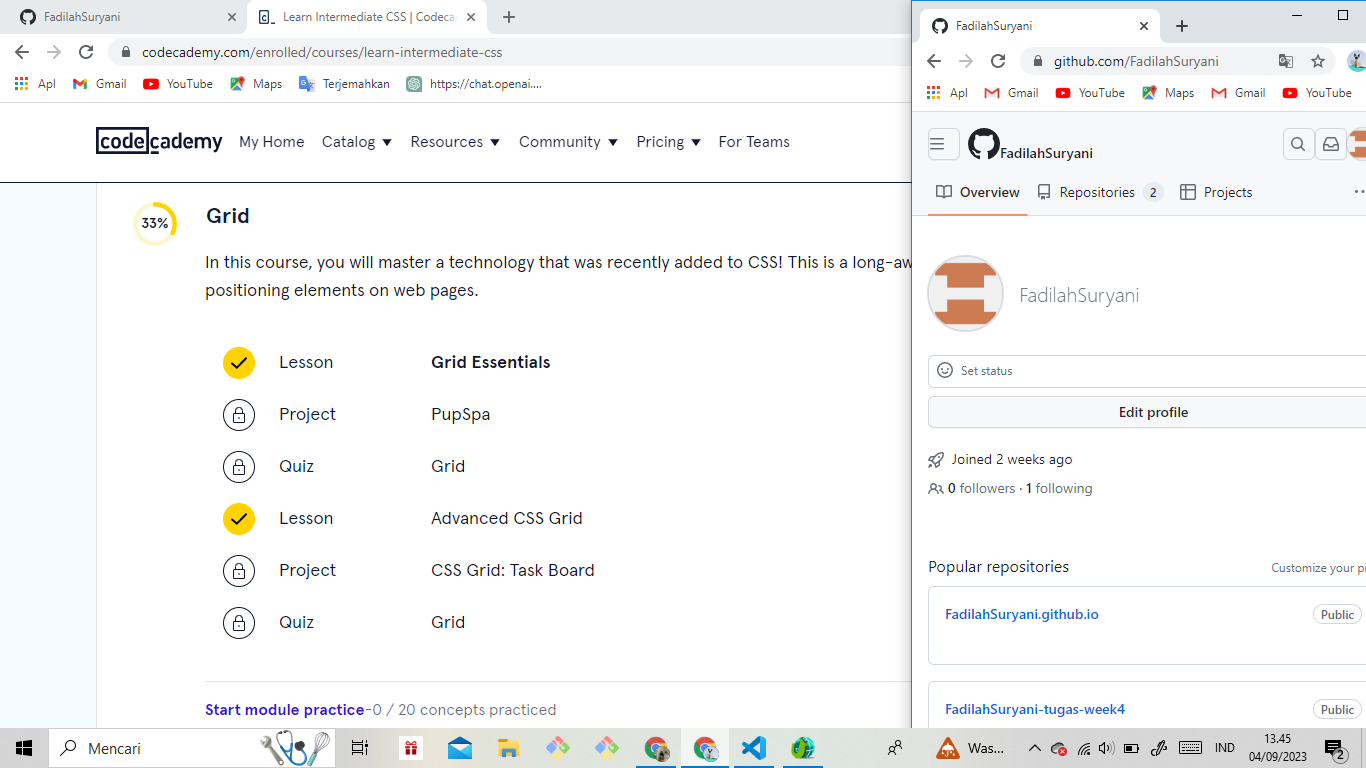 FadilahSuryani
Learn Intermediate CSS | Codeca
codecademy.com/enrolled/courses/learn-intermediate-css
Apl
Gmail
YouTube
Maps
Terjemahkan
https://chat.openai....
codecademy
My Home
Catalog
Resources
Community
Pricing
For Teams
33%
Grid
In this course, you will master a technology that was recently added to CSS! This is a long-aw
positioning elements on web pages.
Lesson Grid Essentials
Project PupSpa
Quiz Grid
Lesson Advanced CSS Grid
Project CSS Grid: Task Board
Quiz Grid
Start module practice-0 / 20 concepts practiced
FadilahSuryani
github.com/FadilahSuryani
Apl
Gmail
YouTube
Maps
Gmail
YouTube
FadilahSuryani
Overview
Repositories 2
Projects
FadilahSuryani
Set status
Edit profile
Joined 2 weeks ago
0 followers · 1 following
Popular repositories
Customize your pi
FadilahSuryani.github.io
Public
FadilahSuryani-tugas-week4
Public
Mencari
Was...
IND
13.45
04/09/2023
2